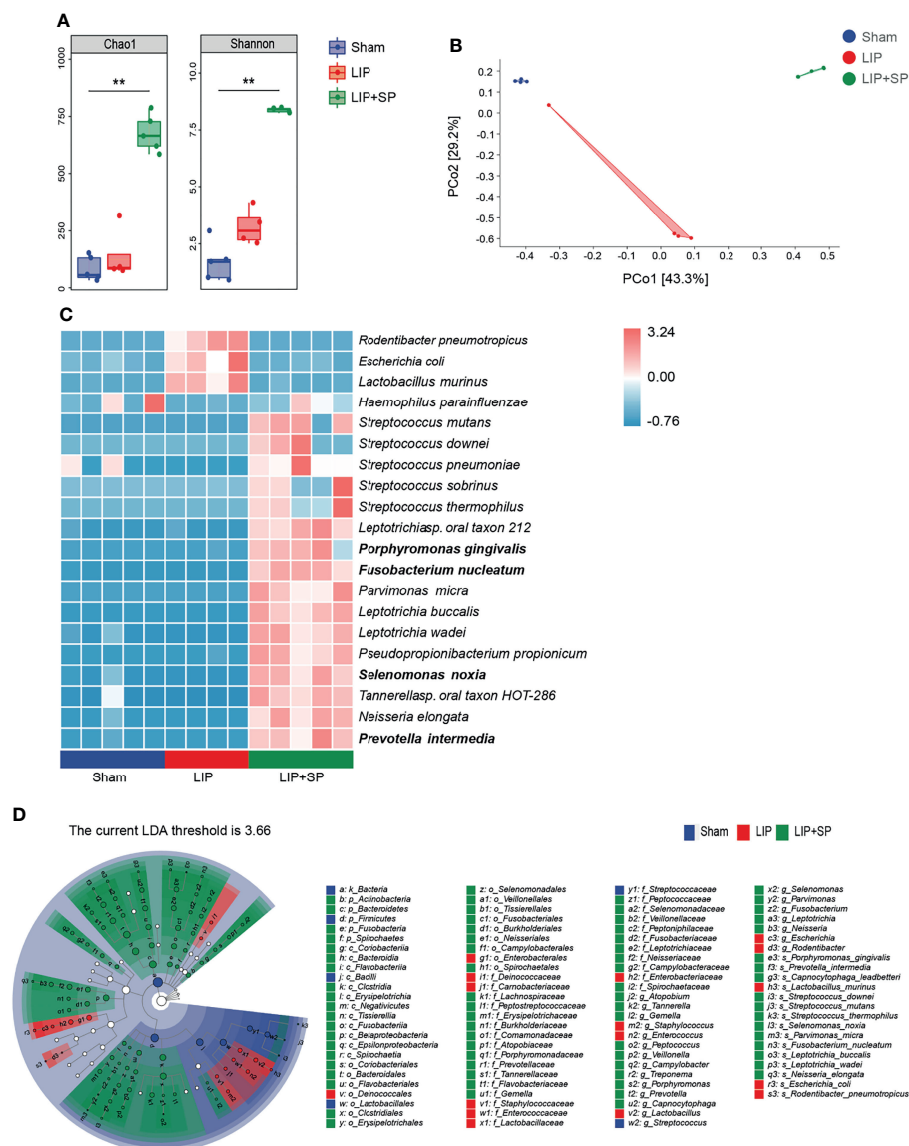 A
Chao1
Shannon
**
**
1000
750
500
250
0
10.0
7.5
5.0
2.5
0
Sham
LIP
LIP+SP
B
Sham
LIP
LIP+SP
PCo2 [29.2%]
0.2
0.1
0.0
-0.1
-0.2
-0.3
-0.4
-0.5
-0.6
-0.4
-0.3
-0.2
-0.1
0.0
0.1
0.2
0.3
0.4
0.5
PCo1 [43.3%]
C
Rodentibacter pneumotropicus
Escherichia coli
Lactobacillus murinus
Haemophilus parainfluenzae
Streptococcus mutans
Streptococcus downei
Streptococcus pneumoniae
Streptococcus sobrinus
Streptococcus thermophilus
Leptotrichiasp. oral taxon 212
Porphyromonas gingivalis
Fusobacterium nucleatum
Parvimonas micra
Leptotrichia buccalis
Leptotrichia wadei
Pseudopropionibacterium propionicum
Selenomonas noxia
Tannerellasp. oral taxon HOT-286
Neisseria elongata
Prevotella intermedia
3.24
0.00
-0.76
Sham
LIP
LIP+SP
D
The current LDA threshold is 3.66
Sham
LIP
LIP+SP
a: k_Bacteria
b: p_Acinobacteria
c: p_Bacteroidetes
d: p_Firmicutes
e: p_Fusobacteria
f: p_Spirochaetes
g: c_Coriobacteriia
h: c_Bacteroidia
i: c_Flavobacteriia
j: c_Bacilli
k: c_Clostridia
l: c_Erysipelotrichia
m: c_Negativicutes
n: c_Tissierellia
o: c_Fusobacteriia
p: c_Betaproteobacteria
q: c_Epsilonproteobacteria
r: c_Spirochaetia
s: o_Coriobacteriales
t: o_Bacteroidales
u: o_Flavobacteriales
v: o_Deinococcales
w: o_Lactobacillales
x: o_Clostridiales
y: o_Erysipelotrichales
z: o_Selenomonadales
a1: o_Veillonellales
b1: o_Tissierellales
c1: o_Fusobacteriales
d1: o_Burkholderiales
e1: o_Neisseriales
f1: o_Campylobacterales
g1: o_Enterobacterales
h1: o_Spirochaetales
i1: f_Deinococcaceae
j1: f_Carnobacteriaceae
k1: f_Lachnospiraceae
l1: f_Peptostreptococcaceae
m1: f_Erysipelotrichaceae
n1: f_Burkholderiaceae
o1: f_Comamonadaceae
p1: f_Atopobiaceae
q1: f_Porphyromonadaceae
r1: f_Prevotellaceae
s1: f_Tannerellaceae
t1: f_Flavobacteriaceae
u1: f_Gemella
v1: f_Staphylococcaceae
w1: f_Enterococcaceae
x1: f_Lactobacillaceae
y1: f_Streptococcaceae
z1: f_Peptococcaceae
a2: f_Selenomonadaceae
b2: f_Veillonellaceae
c2: f_Peptoniphilaceae
d2: f_Fusobacteriaceae
e2: f_Leptotrichiaceae
f2: f_Neisseriaceae
g2: f_Campylobacteraceae
h2: f_Enterobacteriaceae
i2: f_Spirochaetaceae
j2: g_Atopobium
k2: g_Tannerella
l2: g_Gemella
m2: g_Staphylococcus
n2: g_Enterococcus
o2: g_Peptococcus
p2: g_Veillonella
q2: g_Campylobacter
r2: g_Treponema
s2: g_Porphyromonas
t2: g_Prevotella
u2: g_Capnocytophaga
v2: g_Lactobacillus
w2: g_Streptococcus
x2: g_Selenomonas
y2: g_Parvimonas
z2: g_Fusobacterium
a3: g_Leptotrichia
b3: g_Neisseria
c3: g_Escherichia
d3: g_Rodentibacter
e3: s_Porphyromonas_gingivalis
f3: s_Prevotella_intermedia
g3: s_Capnocytophaga_leadbetteri
h3: s_Lactobacillus_murinus
i3: s_Streptococcus_downei
j3: s_Streptococcus_mutans
k3: s_Streptococcus_thermophilus
l3: s_Selenomonas_noxia
m3: s_Parvimonas_micra
n3: s_Fusobacterium_nucleatum
o3: s_Leptotrichia_buccalis
p3: s_Leptotrichia_wadei
q3: s_Neisseria_elongata
r3: s_Escherichia_coli
s3: s_Rodentibacter_pneumotropicus